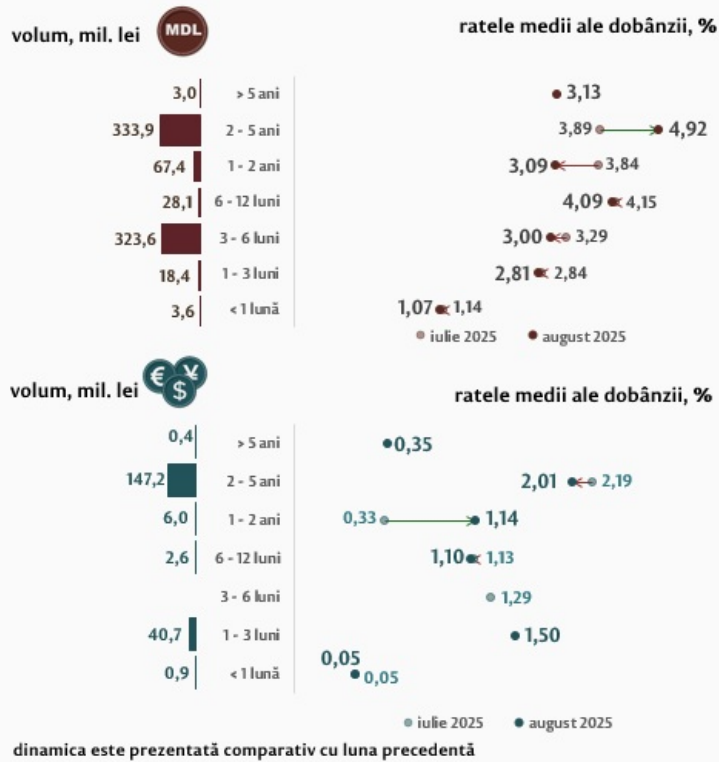 volum, mil. lei MDL ratele medii ale dobânzii, %
3,0 > 5 ani 3,13
333,9 2 - 5 ani 3,89 4,92
67,4 1 - 2 ani 3,09 3,84
28,1 6 - 12 luni 4,09 4,15
323,6 3 - 6 luni 3,00 3,29
18,4 1 - 3 luni 2,81 2,84
3,6 < 1 lună 1,07 1,14
iulie 2025 august 2025
volum, mil. lei € ¥ $ ratele medii ale dobânzii, %
0,4 > 5 ani 0,35
147,2 2 - 5 ani 2,01 2,19
6,0 1 - 2 ani 0,33 1,14
2,6 6 - 12 luni 1,10 1,13
3 - 6 luni 1,29
40,7 1 - 3 luni 1,50
0,9 < 1 lună 0,05 0,05
iulie 2025 august 2025
dinamica este prezentată comparativ cu luna precedentă